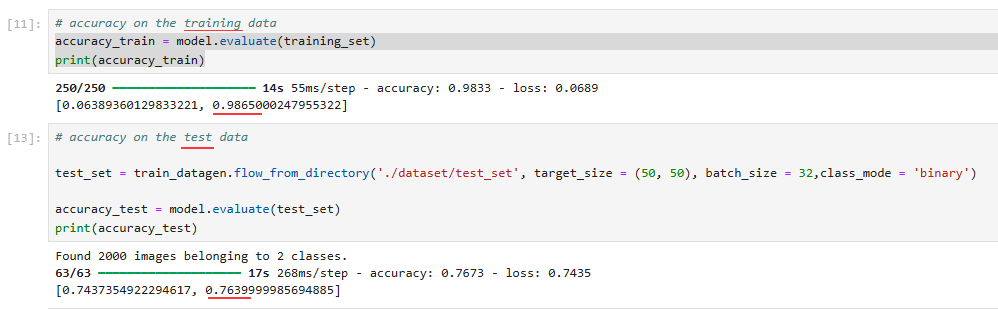 [11]: # accuracy on the training data
accuracy_train = model.evaluate(training_set)
print(accuracy_train)
250/250 ━━━━━━━━━━━━━━━━━━━━ 14s 55ms/step - accuracy: 0.9833 - loss: 0.0689
[0.06389360129833221, 0.9865000247955322]
[13]: # accuracy on the test data
test_set = train_datagen.flow_from_directory('./dataset/test_set', target_size = (50, 50), batch_size = 32,class_mode = 'binary')
accuracy_test = model.evaluate(test_set)
print(accuracy_test)
Found 2000 images belonging to 2 classes.
63/63 ━━━━━━━━━━━━━━━━━━━━ 17s 268ms/step - accuracy: 0.7673 - loss: 0.7435
[0.7437354922294617, 0.7639999985694885]